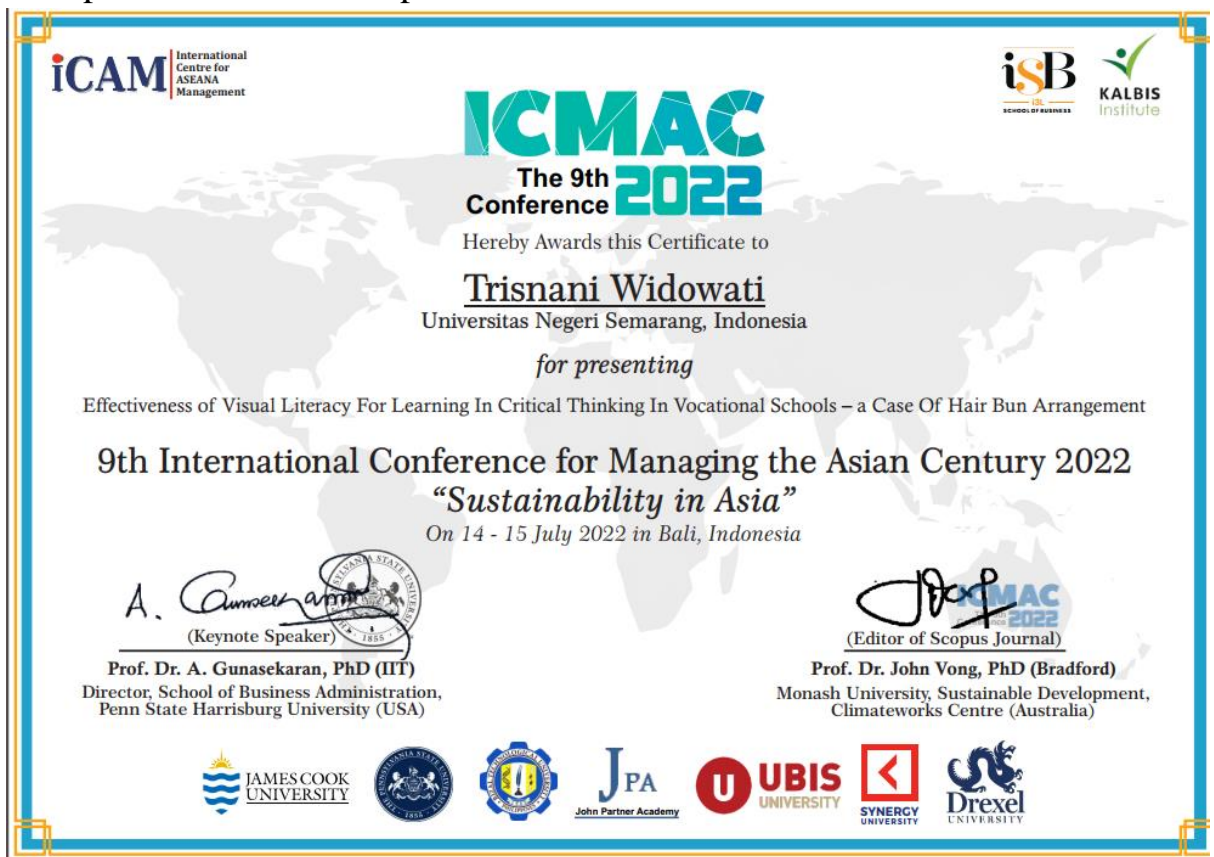 iCAM
International
Centre for
ASEANA
Management
isB
i3L
SCHOOL OF BUSINESS
KALBIS
Institute
ICMAC
The 9th
Conference 2022
Hereby Awards this Certificate to
Trisnani Widowati
Universitas Negeri Semarang, Indonesia
for presenting
Effectiveness of Visual Literacy For Learning In Critical Thinking In Vocational Schools – a Case Of Hair Bun Arrangement
9th International Conference for Managing the Asian Century 2022
“Sustainability in Asia”
On 14 - 15 July 2022 in Bali, Indonesia
A.
1855
(Keynote Speaker)
Prof. Dr. A. Gunasekaran, PhD (IIT)
Director, School of Business Administration,
Penn State Harrisburg University (USA)
ICMAC
2022
(Editor of Scopus Journal)
Prof. Dr. John Vong, PhD (Bradford)
Monash University, Sustainable Development,
Climateworks Centre (Australia)
JAMES COOK
UNIVERSITY
1855
JPA
John Partner Academy
U UBIS
UNIVERSITY
SYNERGY
UNIVERSITY
Drexel
UNIVERSITY